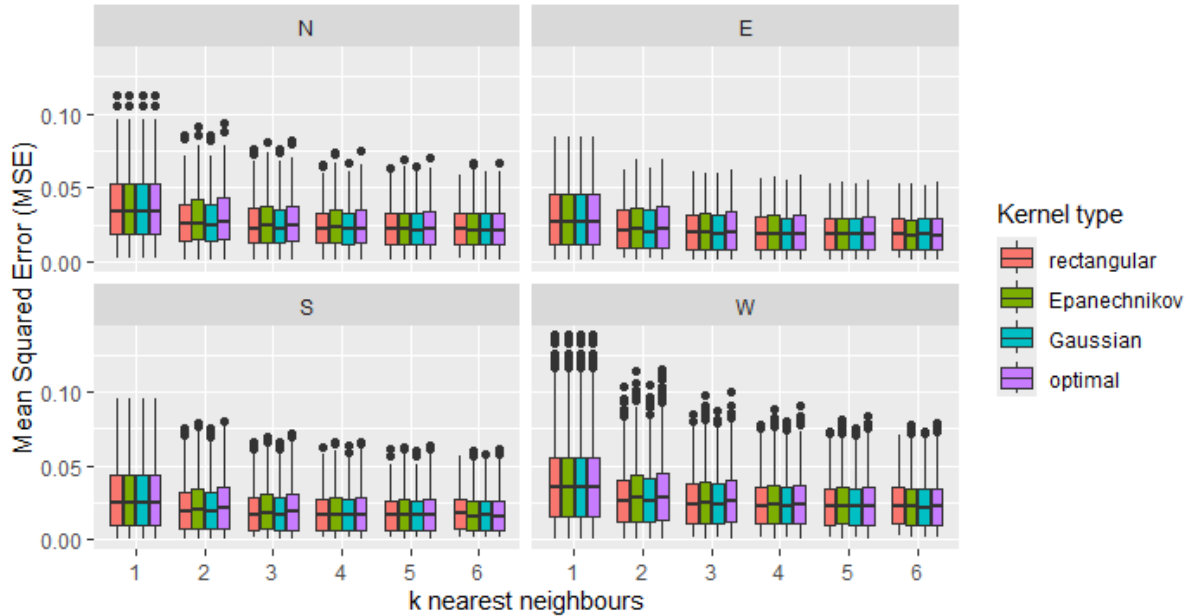 N
E
0.10
0.05
0.00
Mean Squared Error (MSE)
S
W
0.10
0.05
0.00
1 2 3 4 5 6
1 2 3 4 5 6
k nearest neighbours
Kernel type
rectangular
Epanechnikov
Gaussian
optimal